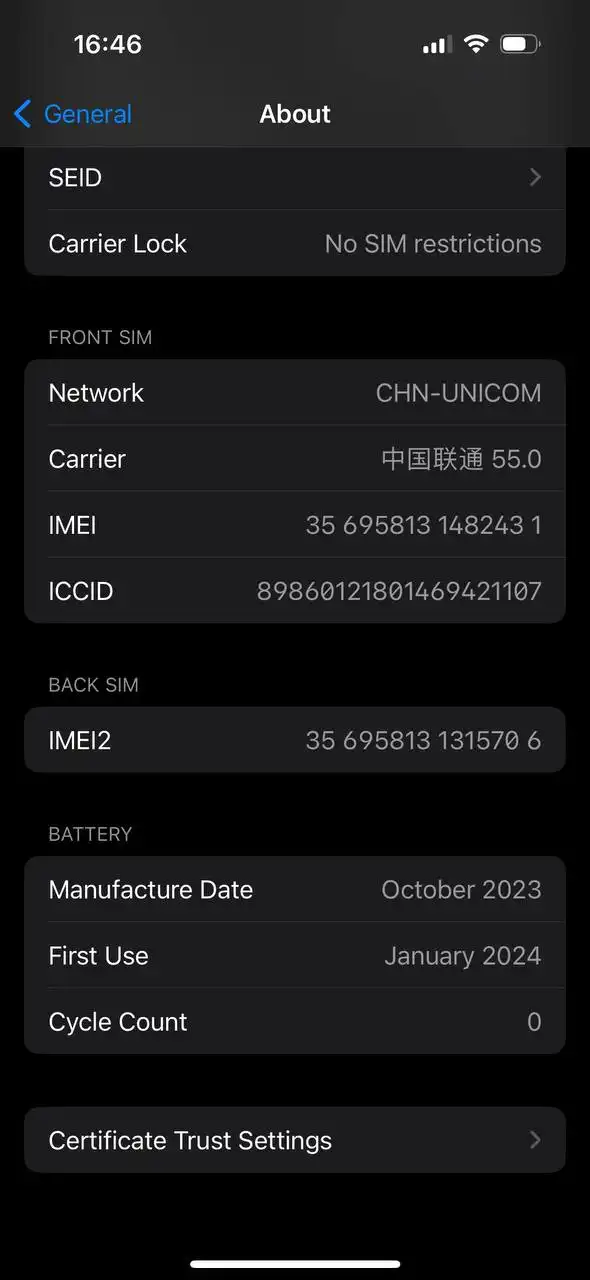 16:46
General
About
SEID
Carrier Lock No SIM restrictions
FRONT SIM
Network CHN-UNICOM
Carrier 中国联通 55.0
IMEI 35 695813 148243 1
ICCID 89860121801469421107
BACK SIM
IMEI2 35 695813 131570 6
BATTERY
Manufacture Date October 2023
First Use January 2024
Cycle Count 0
Certificate Trust Settings